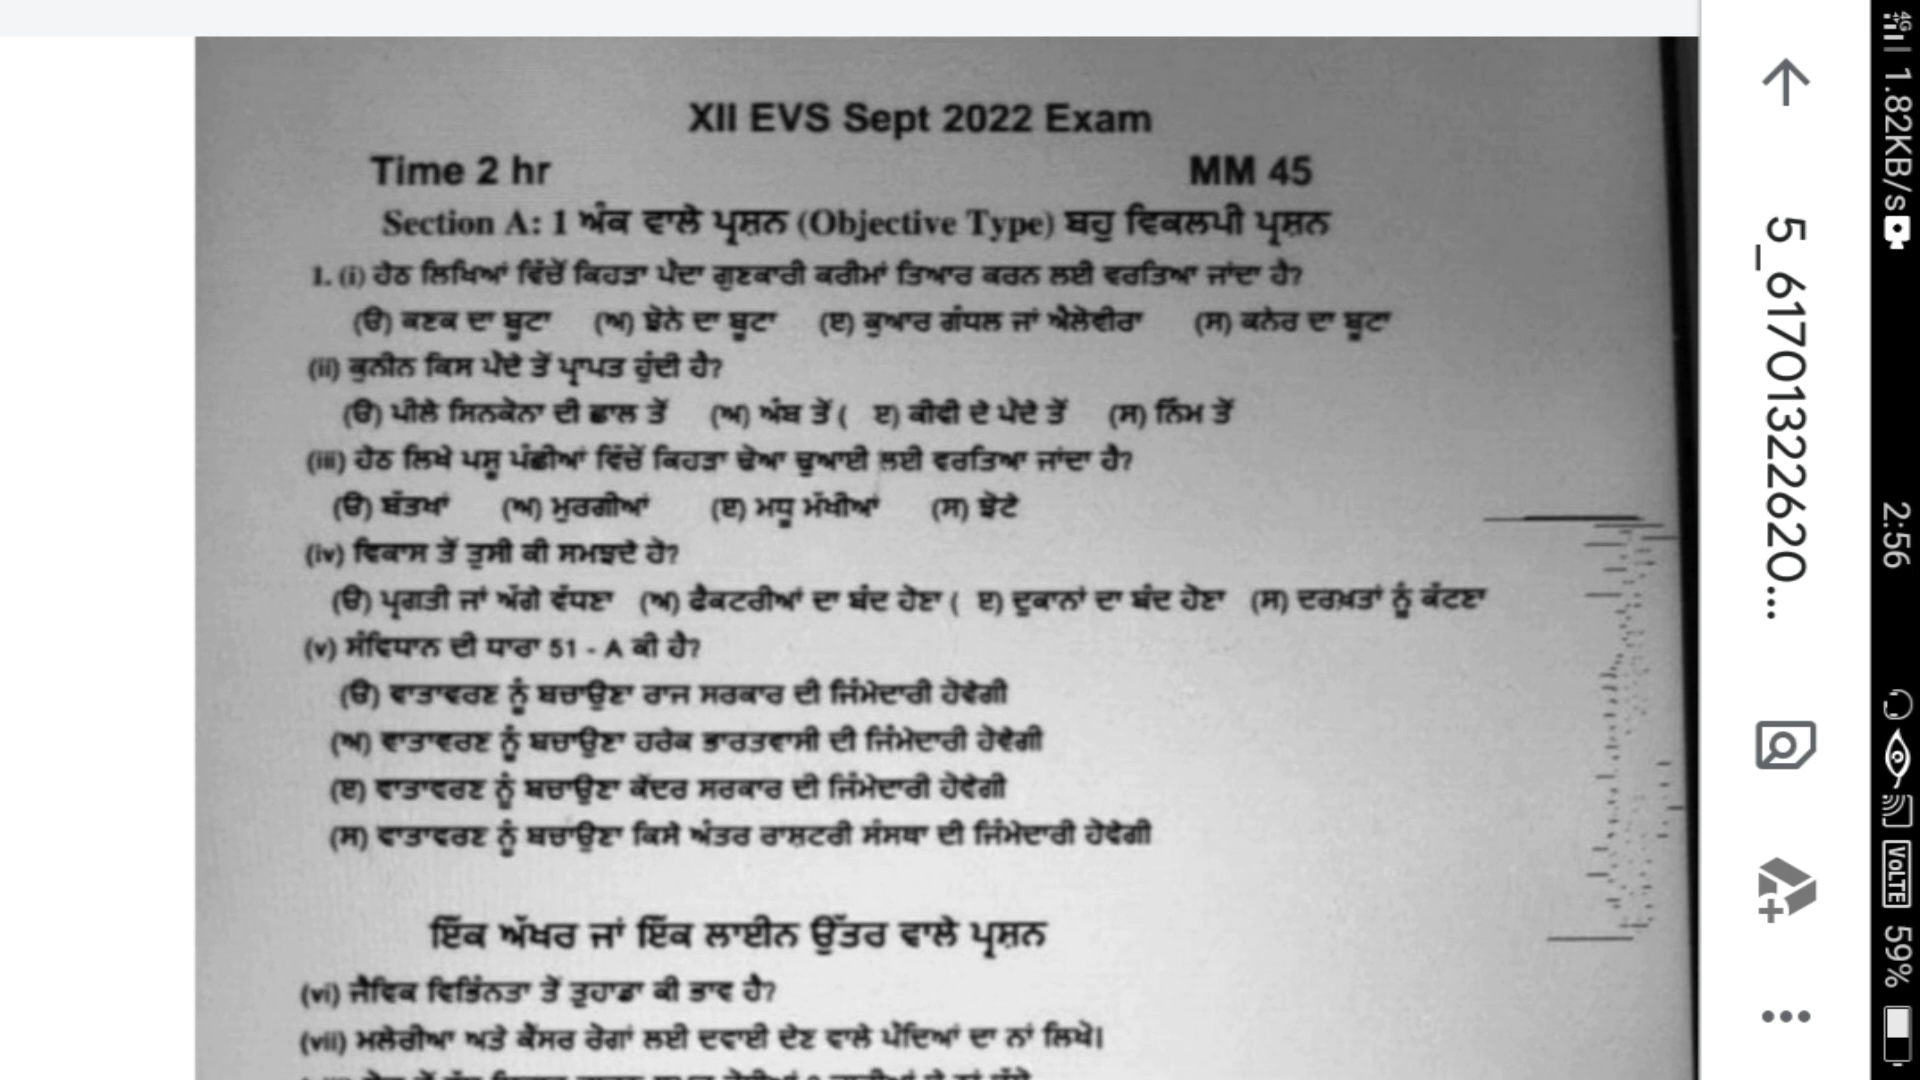 XII EVS Sept 2022 Exam
Time 2 hr MM 45
Section A: 1 ਅੰਕ ਵਾਲੇ ਪ੍ਰਸ਼ਨ (Objective Type) ਬਹੁ ਵਿਕਲਪੀ ਪ੍ਰਸ਼ਨ
1. (i) ਹੇਠ ਲਿਖਿਆਂ ਵਿੱਚੋਂ ਕਿਹੜਾ ਪੌਦਾ ਗੁਣਕਾਰੀ ਕਰੀਮਾਂ ਤਿਆਰ ਕਰਨ ਲਈ ਵਰਤਿਆ ਜਾਂਦਾ ਹੈ?
(ੳ) ਕਣਕ ਦਾ ਬੂਟਾ (ਅ) ਝੋਨੇ ਦਾ ਬੂਟਾ (ੲ) ਕੁਆਰ ਗੰਧਲ ਜਾਂ ਐਲੋਵੀਰਾ (ਸ) ਕਨੇਰ ਦਾ ਬੂਟਾ
(ii) ਕੁਨੀਨ ਕਿਸ ਪੌਦੇ ਤੋਂ ਪ੍ਰਾਪਤ ਹੁੰਦੀ ਹੈ?
(ੳ) ਪੀਲੇ ਸਿਨਕੋਨਾ ਦੀ ਛਾਲ ਤੋਂ (ਅ) ਅੰਬ ਤੋਂ ( ੲ) ਕੀਵੀ ਦੇ ਪੌਦੇ ਤੋਂ (ਸ) ਨਿੰਮ ਤੋਂ
(iii) ਹੇਠ ਲਿਖੇ ਪਸ਼ੂ ਪੰਛੀਆਂ ਵਿੱਚੋਂ ਕਿਹੜਾ ਢੋਆ ਢੁਆਈ ਲਈ ਵਰਤਿਆ ਜਾਂਦਾ ਹੈ?
(ੳ) ਬੱਤਖਾਂ (ਅ) ਮੁਰਗੀਆਂ (ੲ) ਮਧੂ ਮੱਖੀਆਂ (ਸ) ਝੋਟੇ
(iv) ਵਿਕਾਸ ਤੋਂ ਤੁਸੀ ਕੀ ਸਮਝਦੇ ਹੋ?
(ੳ) ਪ੍ਰਗਤੀ ਜਾਂ ਅੱਗੇ ਵੱਧਣਾ (ਅ) ਫੈਕਟਰੀਆਂ ਦਾ ਬੰਦ ਹੋਣਾ ( ੲ) ਦੁਕਾਨਾਂ ਦਾ ਬੰਦ ਹੋਣਾ (ਸ) ਦਰਖ਼ਤਾਂ ਨੂੰ ਕੱਟਣਾ
(v) ਸੰਵਿਧਾਨ ਦੀ ਧਾਰਾ 51 - A ਕੀ ਹੈ?
(ੳ) ਵਾਤਾਵਰਣ ਨੂੰ ਬਚਾਉਣਾ ਰਾਜ ਸਰਕਾਰ ਦੀ ਜਿੰਮੇਦਾਰੀ ਹੋਵੇਗੀ
(ਅ) ਵਾਤਾਵਰਣ ਨੂੰ ਬਚਾਉਣਾ ਹਰੇਕ ਭਾਰਤਵਾਸੀ ਦੀ ਜਿੰਮੇਦਾਰੀ ਹੋਵੇਗੀ
(ੲ) ਵਾਤਾਵਰਣ ਨੂੰ ਬਚਾਉਣਾ ਕੇਂਦਰ ਸਰਕਾਰ ਦੀ ਜਿੰਮੇਦਾਰੀ ਹੋਵੇਗੀ
(ਸ) ਵਾਤਾਵਰਣ ਨੂੰ ਬਚਾਉਣਾ ਕਿਸੇ ਅੰਤਰ ਰਾਸ਼ਟਰੀ ਸੰਸਥਾ ਦੀ ਜਿੰਮੇਦਾਰੀ ਹੋਵੇਗੀ
ਇੱਕ ਅੱਖਰ ਜਾਂ ਇੱਕ ਲਾਈਨ ਉੱਤਰ ਵਾਲੇ ਪ੍ਰਸ਼ਨ
(vi) ਜੈਵਿਕ ਵਿਭਿੰਨਤਾ ਤੋਂ ਤੁਹਾਡਾ ਕੀ ਭਾਵ ਹੈ?
(vii) ਮਲੇਰੀਆ ਅਤੇ ਕੈਂਸਰ ਰੋਗਾਂ ਲਈ ਦਵਾਈ ਦੇਣ ਵਾਲੇ ਪੌਦਿਆਂ ਦਾ ਨਾਂ ਲਿਖੋ।
5_6170132262​0...
4G 1.82KB/s 2:56 VoLTE 59%